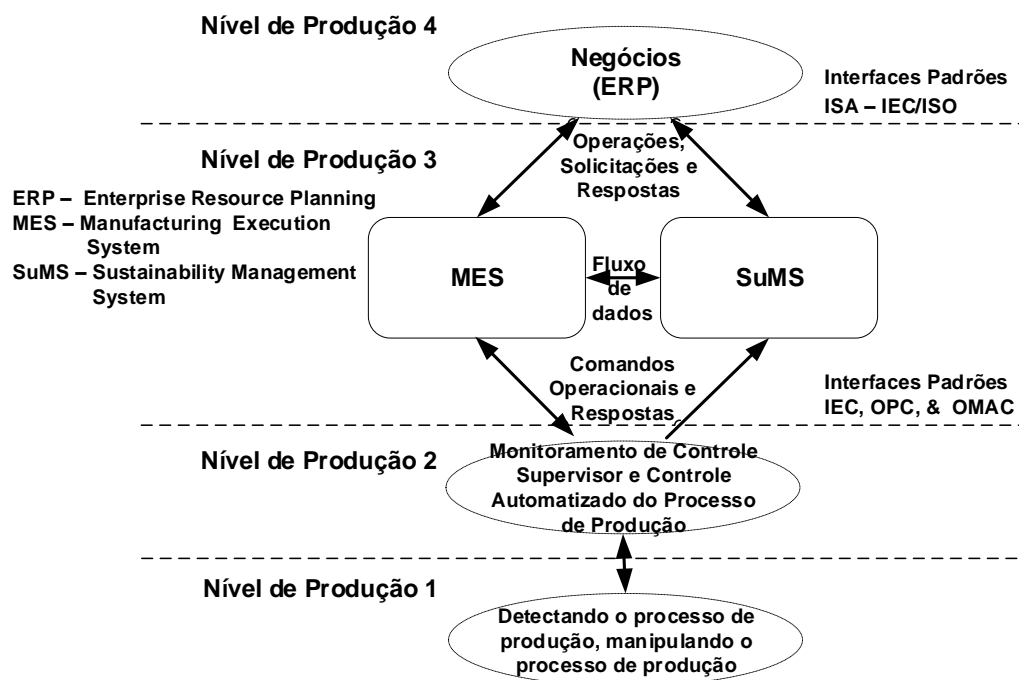 Nível de Produção 4
Negócios
(ERP)
Interfaces Padrões
ISA – IEC/ISO
Nível de Produção 3
Operações,
Solicitações e
Respostas
ERP – Enterprise Resource Planning
MES – Manufacturing Execution
System
SuMS – Sustainability Management
System
MES
Fluxo
de
dados
SuMS
Comandos
Operacionais e
Respostas
Interfaces Padrões
IEC, OPC, & OMAC
Nível de Produção 2
Monitoramento de Controle
Supervisor e Controle
Automatizado do Processo
de Produção
Nível de Produção 1
Detectando o processo de
produção, manipulando o
processo de produção